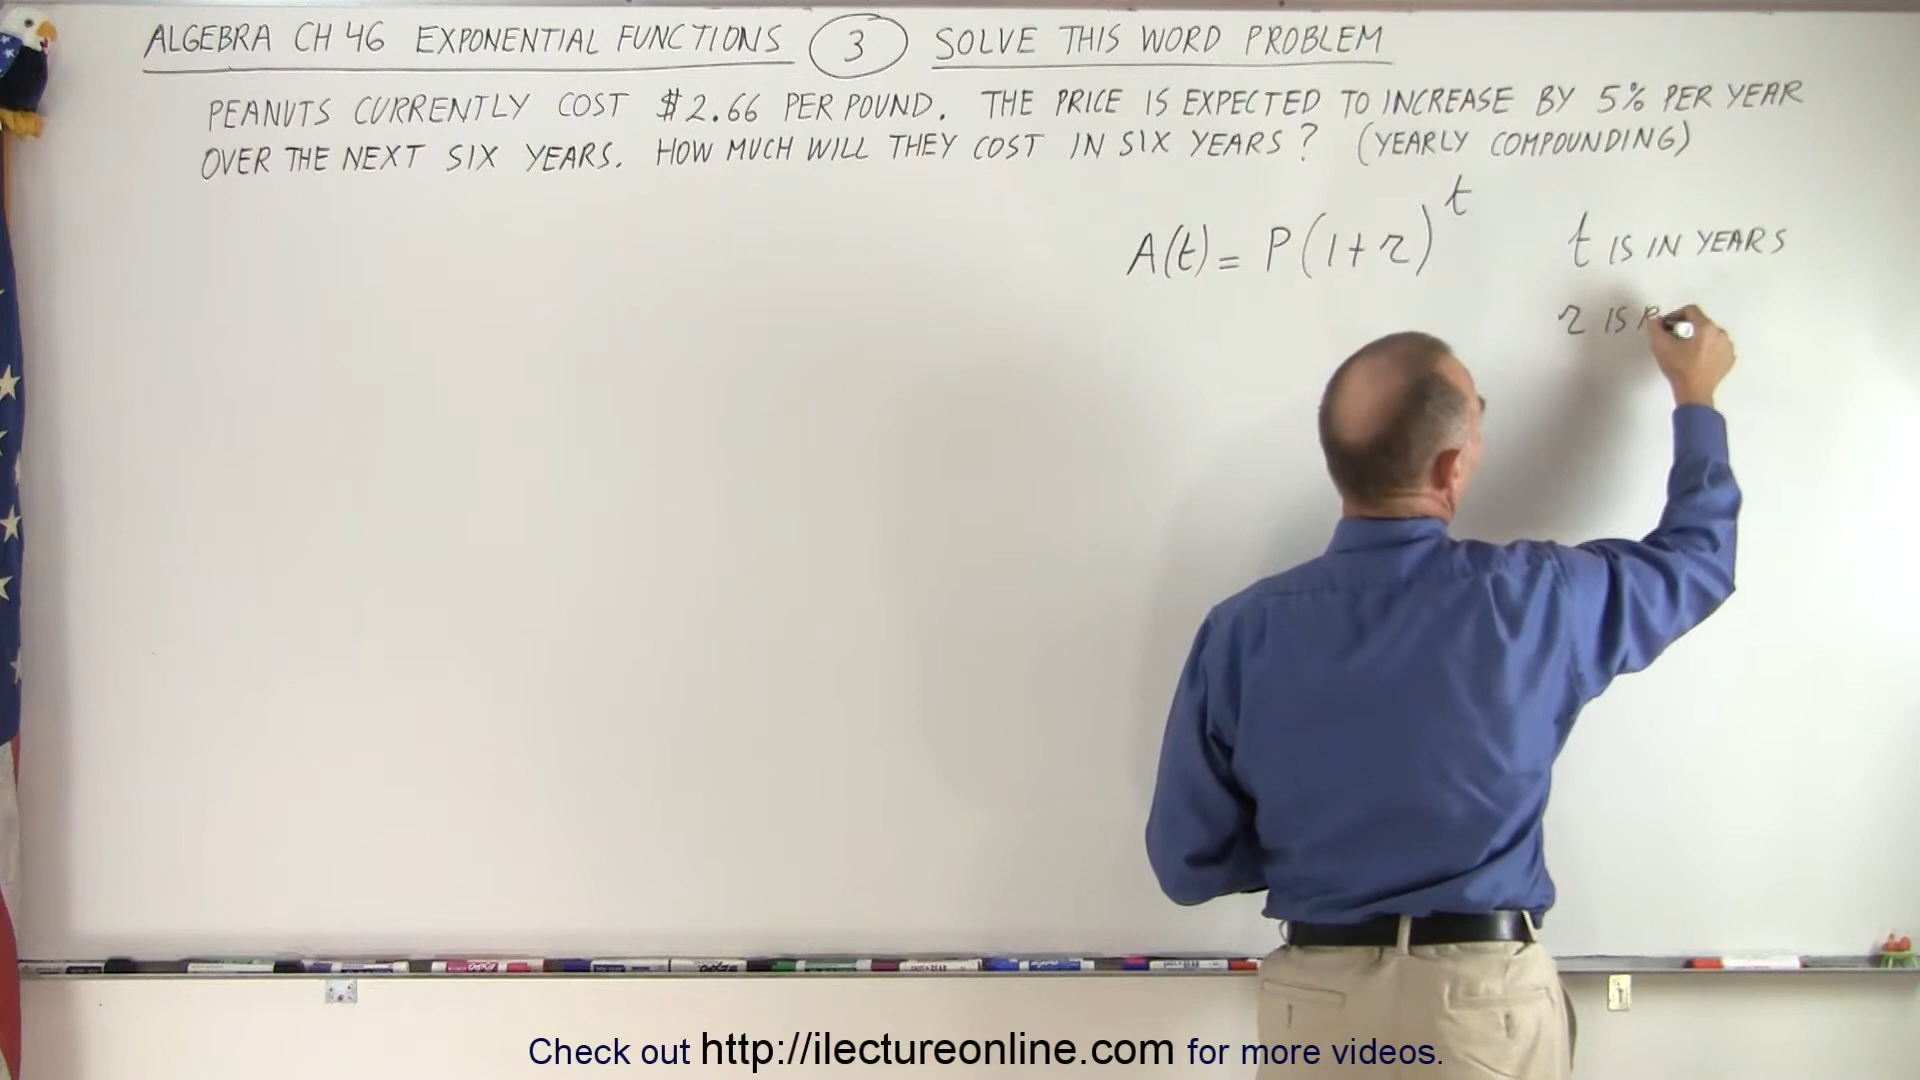 ALGEBRA CH 46 EXPONENTIAL FUNCTIONS 3 SOLVE THIS WORD PROBLEM
PEANUTS CURRENTLY COST $2.66 PER POUND. THE PRICE IS EXPECTED TO INCREASE BY 5% PER YEAR
OVER THE NEXT SIX YEARS. HOW MUCH WILL THEY COST IN SIX YEARS? (YEARLY COMPOUNDING)
A(t) = P(1+r)^t t IS IN YEARS
r IS
EXPO
Check out http://ilectureonline.com for more videos.